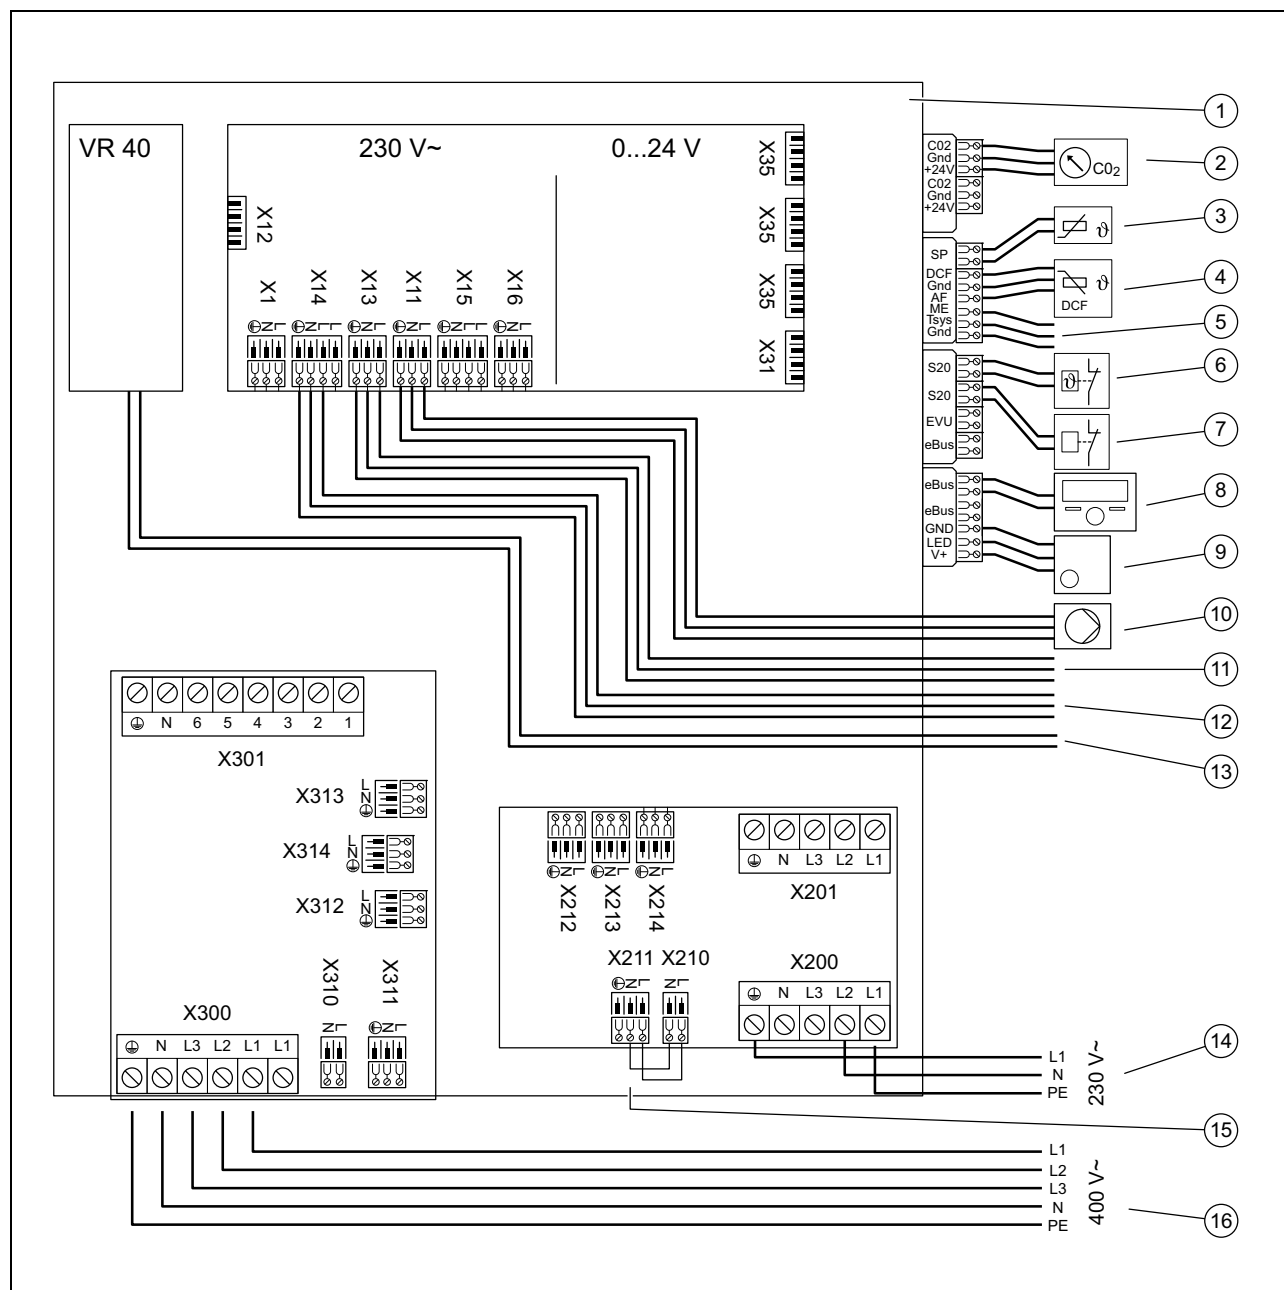 1
VR 40
230 V~
0...24 V
X35
X35
X35
X31
X12
X1
X14
X13
X11
X15
X16
N L
N L L
N L
N L
N L L
N L
C02
Gnd
+24V
C02
Gnd
+24V
C02
2
3
SP
DCF
Gnd
AF
ME
Tsys
Gnd
ϑ
ϑ
DCF
4
5
S20
S20
EVU
eBus
ϑ
6
7
eBus
eBus
GND
LED
V+
8
9
10
11
12
13
N 6 5 4 3 2 1
X301
X313
L
N
X314
L
N
X312
L
N
X310
N L
X311
N L
X300
N L3 L2 L1 L1
N L
N L
N L
X212
X213
X214
N L3 L2 L1
X201
X211
N L
X210
N L
X200
N L3 L2 L1
L1
N
PE
230 V~
14
15
L1
L2
L3
N
PE
400 V~
16